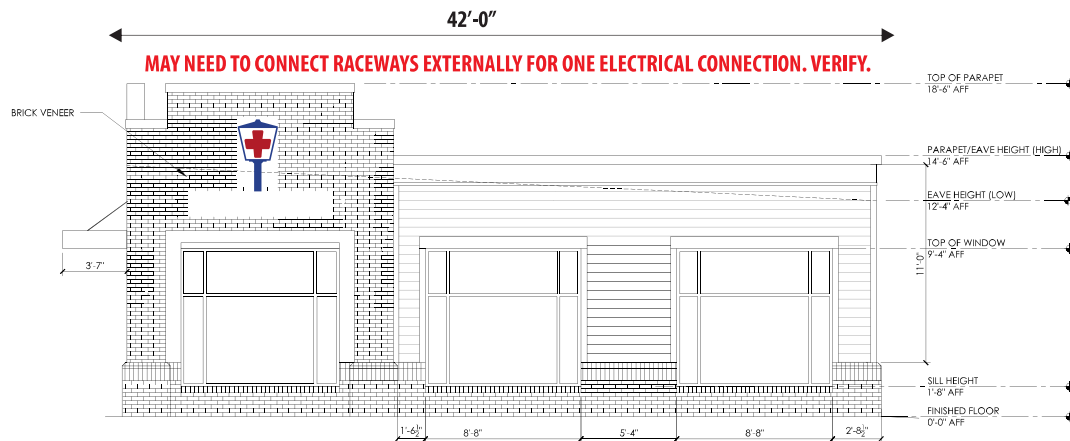 42'-0"
MAY NEED TO CONNECT RACEWAYS EXTERNALLY FOR ONE ELECTRICAL CONNECTION. VERIFY.
TOP OF PARAPET
18'-6" AFF
BRICK VENEER
PARAPET/EAVE HEIGHT (HIGH)
14'-6" AFF
EAVE HEIGHT (LOW)
12'-4" AFF
TOP OF WINDOW
9'-4" AFF
3'-7"
11'-0"
SILL HEIGHT
1'-8" AFF
FINISHED FLOOR
0'-0" AFF
1'-6½"
8'-8"
5'-4"
8'-8"
2'-8½"